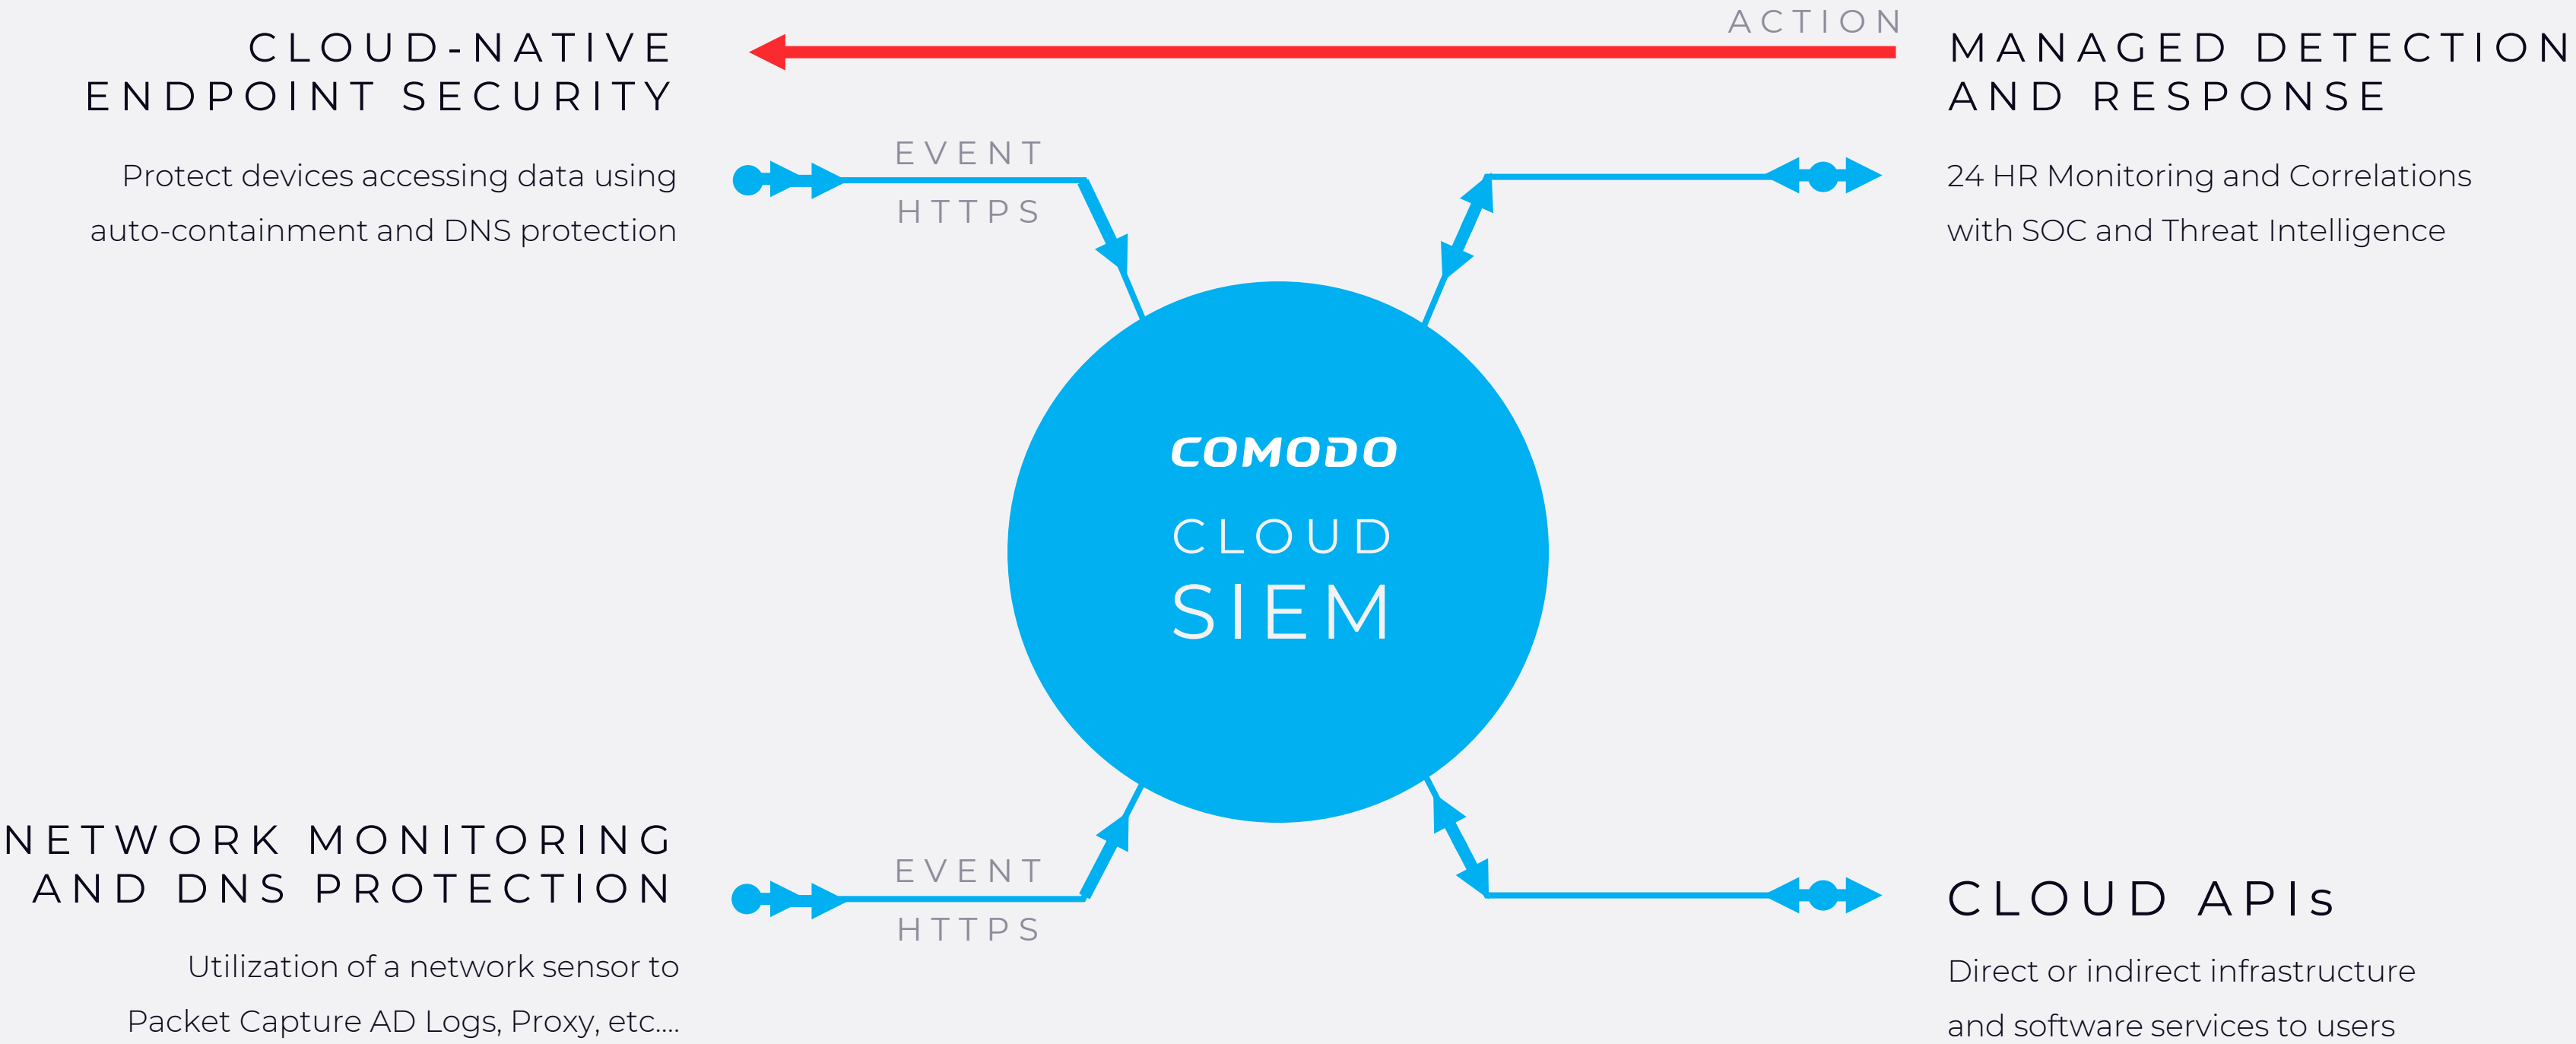 CLOUD-NATIVE
ENDPOINT SECURITY
Protect devices accessing data using
auto-containment and DNS protection
ACTION
EVENT
HTTPS
MANAGED DETECTION
AND RESPONSE
24 HR Monitoring and Correlations
with SOC and Threat Intelligence
COMODO
CLOUD
SIEM
NETWORK MONITORING
AND DNS PROTECTION
Utilization of a network sensor to
Packet Capture AD Logs, Proxy, etc....
EVENT
HTTPS
CLOUD APIs
Direct or indirect infrastructure
and software services to users